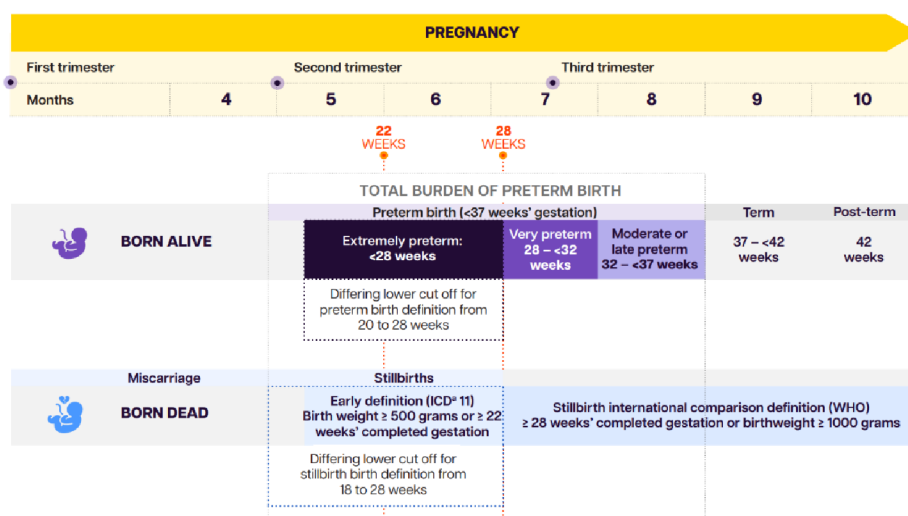 PREGNANCY
First trimester
Second trimester
Third trimester
Months
4
5
6
7
8
9
10
22
WEEKS
28
WEEKS
TOTAL BURDEN OF PRETERM BIRTH
Preterm birth (<37 weeks' gestation)
Term
Post-term
BORN ALIVE
Extremely preterm:
<28 weeks
Very preterm
28 – <32
weeks
Moderate or
late preterm
32 – <37 weeks
37 – <42
weeks
42
weeks
Differing lower cut off for
preterm birth definition from
20 to 28 weeks
Miscarriage
Stillbirths
BORN DEAD
Early definition (ICDª 11)
Birth weight ≥ 500 grams or ≥ 22
weeks' completed gestation
Stillbirth international comparison definition (WHO)
≥ 28 weeks' completed gestation or birthweight ≥ 1000 grams
Differing lower cut off for
stillbirth birth definition from
18 to 28 weeks